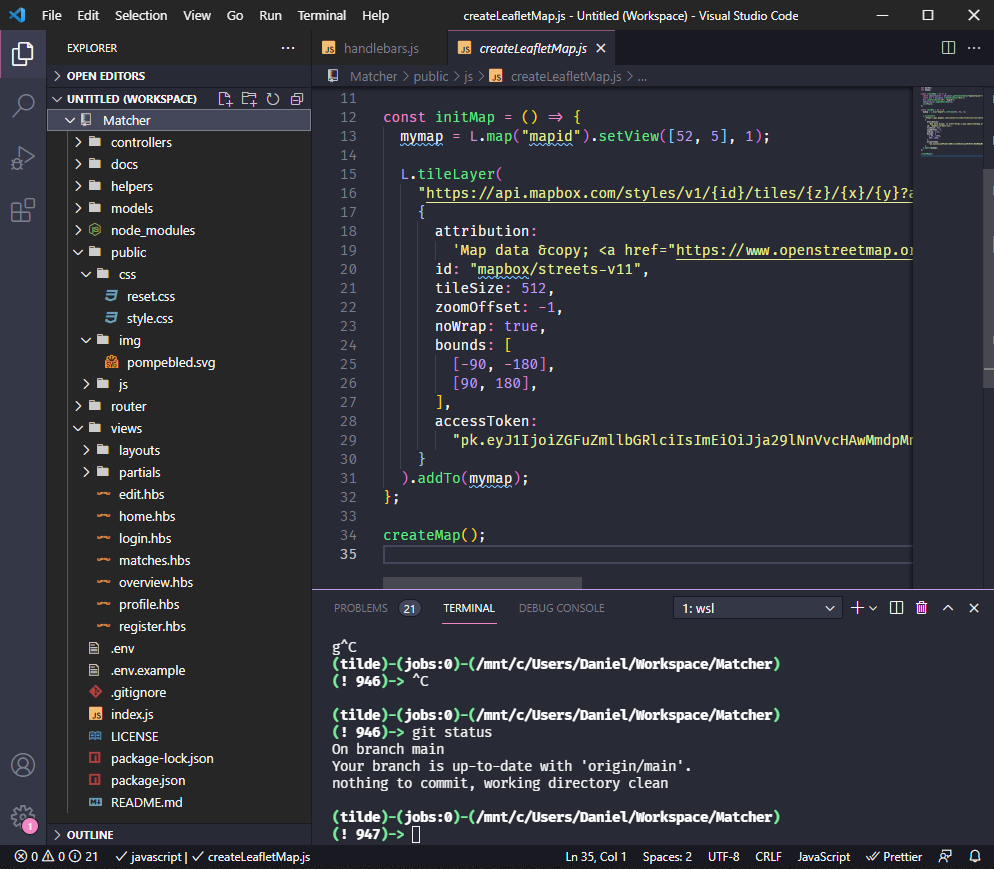 File Edit Selection View Go Run Terminal Help createLeafletMap.js - Untitled (Workspace) - Visual Studio Code
EXPLORER
OPEN EDITORS
UNTITLED (WORKSPACE)
Matcher
controllers
docs
helpers
models
node_modules
public
css
reset.css
style.css
img
pompebled.svg
js
router
views
layouts
partials
edit.hbs
home.hbs
login.hbs
matches.hbs
overview.hbs
profile.hbs
register.hbs
.env
.env.example
.gitignore
JS index.js
LICENSE
package-lock.json
package.json
README.md
OUTLINE
1
JS handlebars.js JS createLeafletMap.js
Matcher > public > js > JS createLeafletMap.js > ...
11
12 const initMap = () => {
13 mymap = L.map("mapid").setView([52, 5], 1);
14
15 L.tileLayer(
16 "https://api.mapbox.com/styles/v1/{id}/tiles/{z}/{x}/{y}?a
17 {
18 attribution:
19 'Map data &copy; <a href="https://www.openstreetmap.or
20 id: "mapbox/streets-v11",
21 tileSize: 512,
22 zoomOffset: -1,
23 noWrap: true,
24 bounds: [
25 [-90, -180],
26 [90, 180],
27 ],
28 accessToken:
29 "pk.eyJ1IjoiZGFuZmllbGRlciIsImEiOiJja29lNnVvcHAwMmdpMn
30 }
31 ).addTo(mymap);
32 };
33
34 createMap();
35
PROBLEMS 21 TERMINAL DEBUG CONSOLE 1: wsl
g^C
(tilde)-(jobs:0)-(/mnt/c/Users/Daniel/Workspace/Matcher)
(! 946)-> ^C
(tilde)-(jobs:0)-(/mnt/c/Users/Daniel/Workspace/Matcher)
(! 946)-> git status
On branch main
Your branch is up-to-date with 'origin/main'.
nothing to commit, working directory clean
(tilde)-(jobs:0)-(/mnt/c/Users/Daniel/Workspace/Matcher)
(! 947)->
0 0 21 javascript | createLeafletMap.js Ln 35, Col 1 Spaces: 2 UTF-8 CRLF JavaScript Prettier